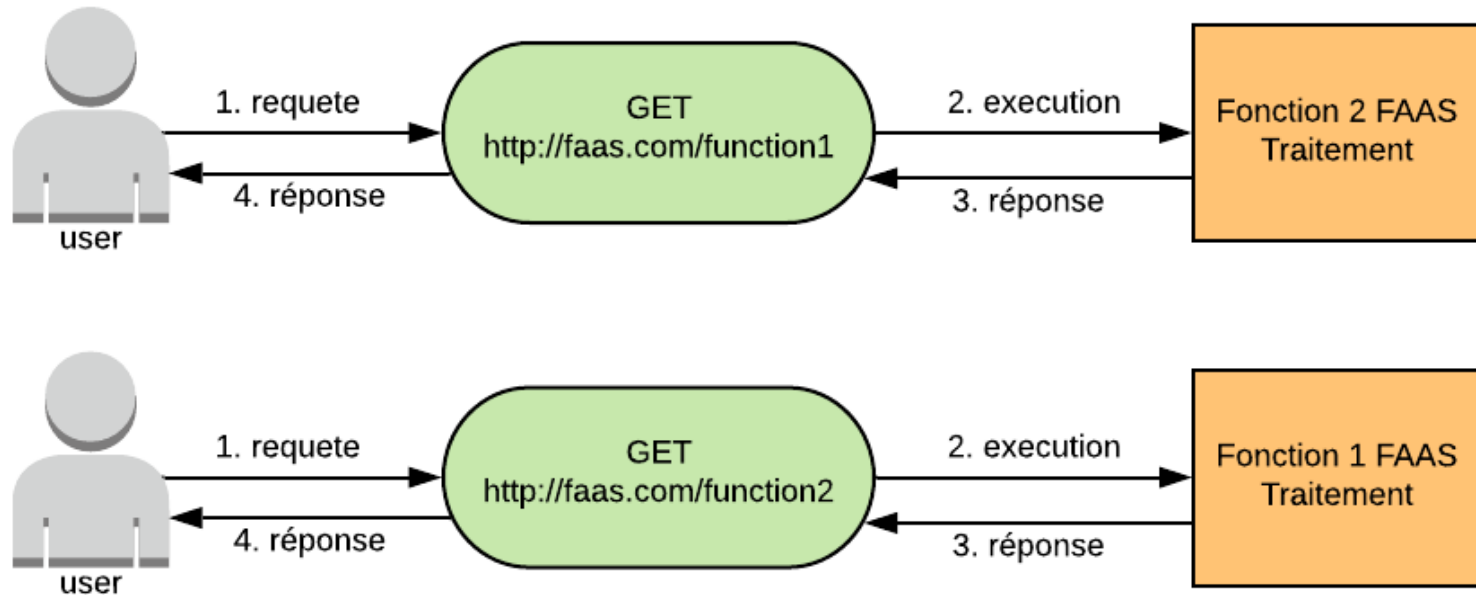 1. requete
GET
http://faas.com/function1
2. execution
Fonction 2 FAAS
Traitement
4. réponse
3. réponse
user
1. requete
GET
http://faas.com/function2
2. execution
Fonction 1 FAAS
Traitement
4. réponse
3. réponse
user